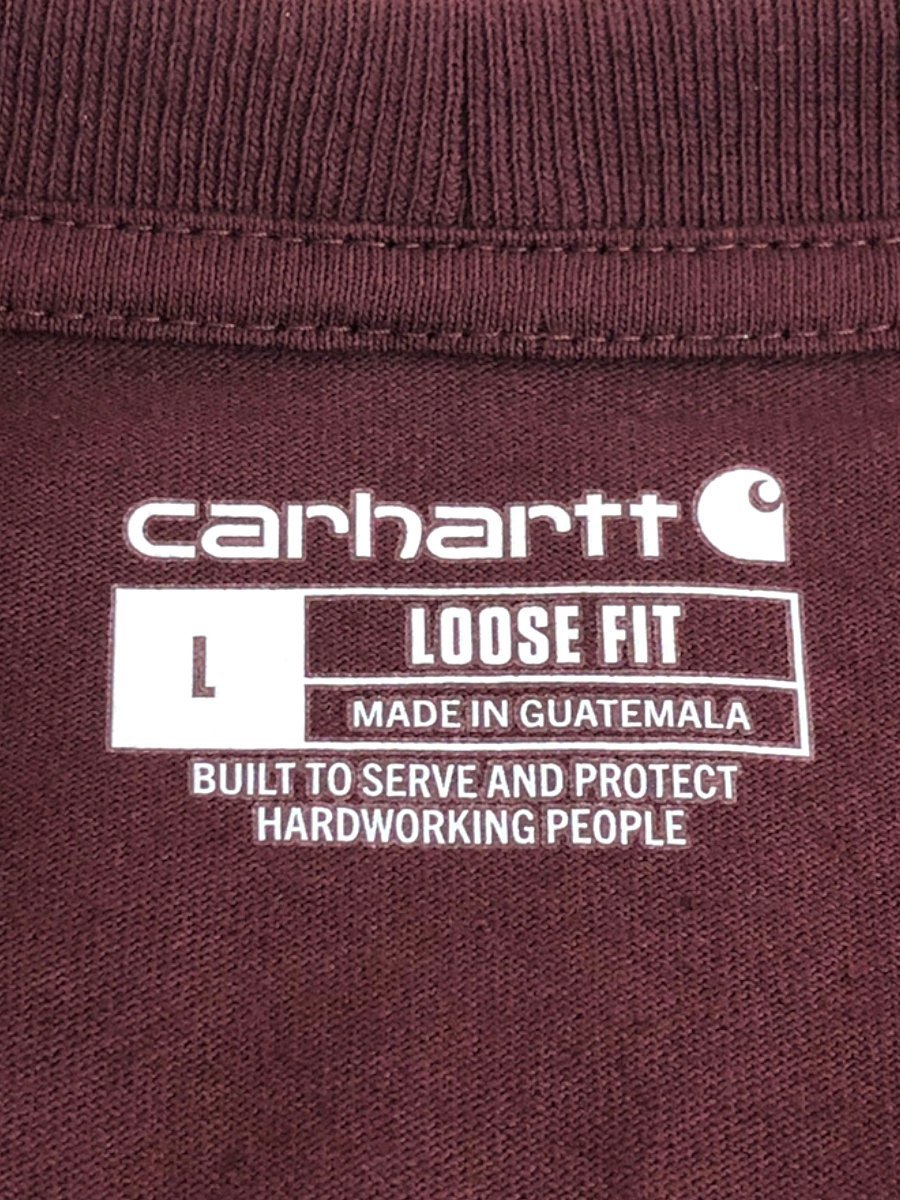 carhartt
L
LOOSE FIT
MADE IN GUATEMALA
BUILT TO SERVE AND PROTECT
HARDWORKING PEOPLE